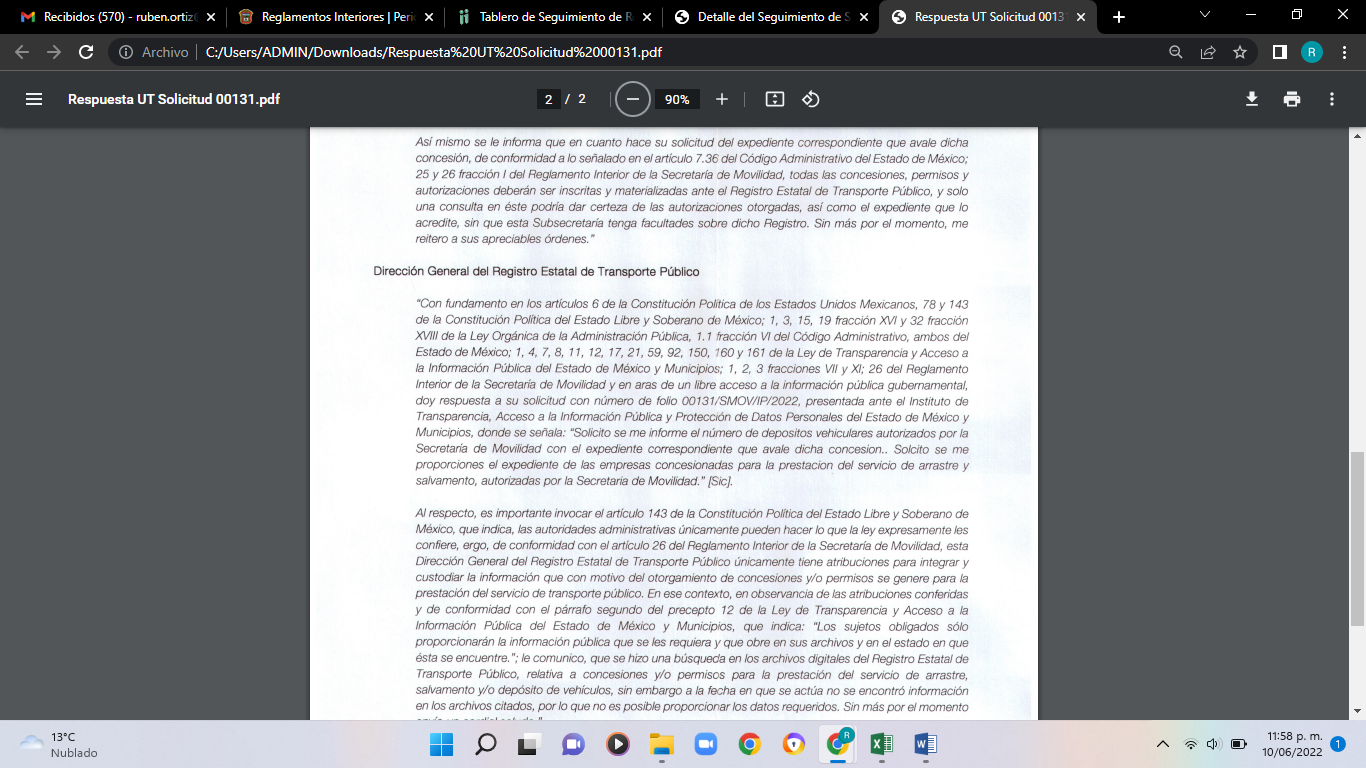 Recibidos (570) - ruben.ortiz
Reglamentos Interiores | Peri
Tablero de Seguimiento de R
Detalle del Seguimiento de S
Respuesta UT Solicitud 0013
Archivo C:/Users/ADMIN/Downloads/Respuesta%20UT%20Solicitud%2000131.pdf
R
Respuesta UT Solicitud 00131.pdf
2 / 2
90%
Así mismo se le informa que en cuanto hace su solicitud del expediente correspondiente que avale dicha
concesión, de conformidad a lo señalado en el artículo 7.36 del Código Administrativo del Estado de México;
25 y 26 fracción I del Reglamento Interior de la Secretaría de Movilidad, todas las concesiones, permisos y
autorizaciones deberán ser inscritas y materializadas ante el Registro Estatal de Transporte Público, y solo
una consulta en éste podría dar certeza de las autorizaciones otorgadas, así como el expediente que lo
acredite, sin que esta Subsecretaría tenga facultades sobre dicho Registro. Sin más por el momento, me
reitero a sus apreciables órdenes."
Dirección General del Registro Estatal de Transporte Público
"Con fundamento en los artículos 6 de la Constitución Política de los Estados Unidos Mexicanos, 78 y 143
de la Constitución Política del Estado Libre y Soberano de México; 1, 3, 15, 19 fracción XVI y 32 fracción
XVIII de la Ley Orgánica de la Administración Pública, 1.1 fracción VI del Código Administrativo, ambos del
Estado de México; 1, 4, 7, 8, 11, 12, 17, 21, 59, 92, 150, 160 y 161 de la Ley de Transparencia y Acceso a
la Información Pública del Estado de México y Municipios; 1, 2, 3 fracciones VII y XI; 26 del Reglamento
Interior de la Secretaría de Movilidad y en aras de un libre acceso a la información pública gubernamental,
doy respuesta a su solicitud con número de folio 00131/SMOV/IP/2022, presentada ante el Instituto de
Transparencia, Acceso a la Información Pública y Protección de Datos Personales del Estado de México y
Municipios, donde se señala: "Solicito se me informe el número de depositos vehiculares autorizados por la
Secretaría de Movilidad con el expediente correspondiente que avale dicha concesion.. Solcito se me
proporciones el expediente de las empresas concesionadas para la prestacion del servicio de arrastre y
salvamento, autorizadas por la Secretaria de Movilidad." [Sic].
Al respecto, es importante invocar el artículo 143 de la Constitución Política del Estado Libre y Soberano de
México, que indica, las autoridades administrativas únicamente pueden hacer lo que la ley expresamente les
confiere, ergo, de conformidad con el artículo 26 del Reglamento Interior de la Secretaría de Movilidad, esta
Dirección General del Registro Estatal de Transporte Público únicamente tiene atribuciones para integrar y
custodiar la información que con motivo del otorgamiento de concesiones y/o permisos se genere para la
prestación del servicio de transporte público. En ese contexto, en observancia de las atribuciones conferidas
y de conformidad con el párrafo segundo del precepto 12 de la Ley de Transparencia y Acceso a la
Información Pública del Estado de México y Municipios, que indica: "Los sujetos obligados sólo
proporcionarán la información pública que se les requiera y que obre en sus archivos y en el estado en que
ésta se encuentre."; le comunico, que se hizo una búsqueda en los archivos digitales del Registro Estatal de
Transporte Público, relativa a concesiones y/o permisos para la prestación del servicio de arrastre,
salvamento y/o depósito de vehículos, sin embargo a la fecha en que se actúa no se encontró información
en los archivos citados, por lo que no es posible proporcionar los datos requeridos. Sin más por el momento
13°C
Nublado
R
11:58 p. m.
10/06/2022
1